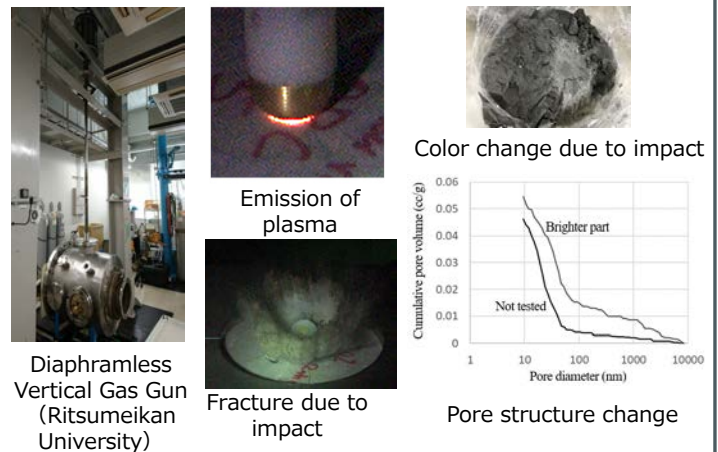 Diaphramless
Vertical Gas Gun
（Ritsumeikan
University）
Emission of
plasma
Fracture due to
impact
Color change due to impact
Cumulative pore volume (cc/g)
0.06
0.05
0.04
0.03
0.02
0.01
0
Brighter part
Not tested
1
10
100
1000
10000
Pore diameter (nm)
Pore structure change